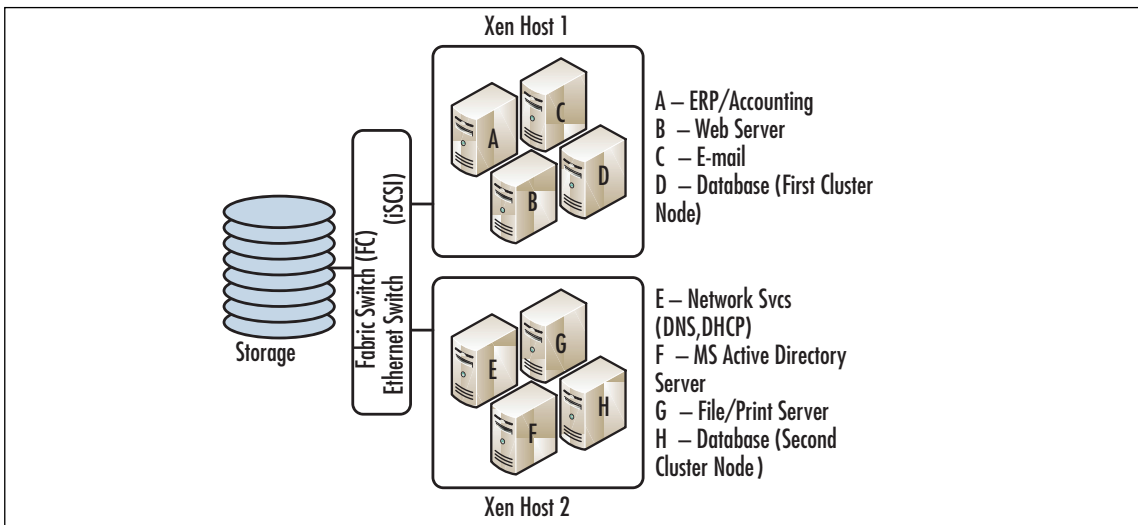 Xen Host 1
A
C
B
D
A – ERP/Accounting
B – Web Server
C – E-mail
D – Database (First Cluster
Node)
Storage
Fabric Switch (FC)
Ethernet Switch (iSCSI)
E
G
F
H
E – Network Svcs
(DNS,DHCP)
F – MS Active Directory
Server
G – File/Print Server
H – Database (Second
Cluster Node )
Xen Host 2